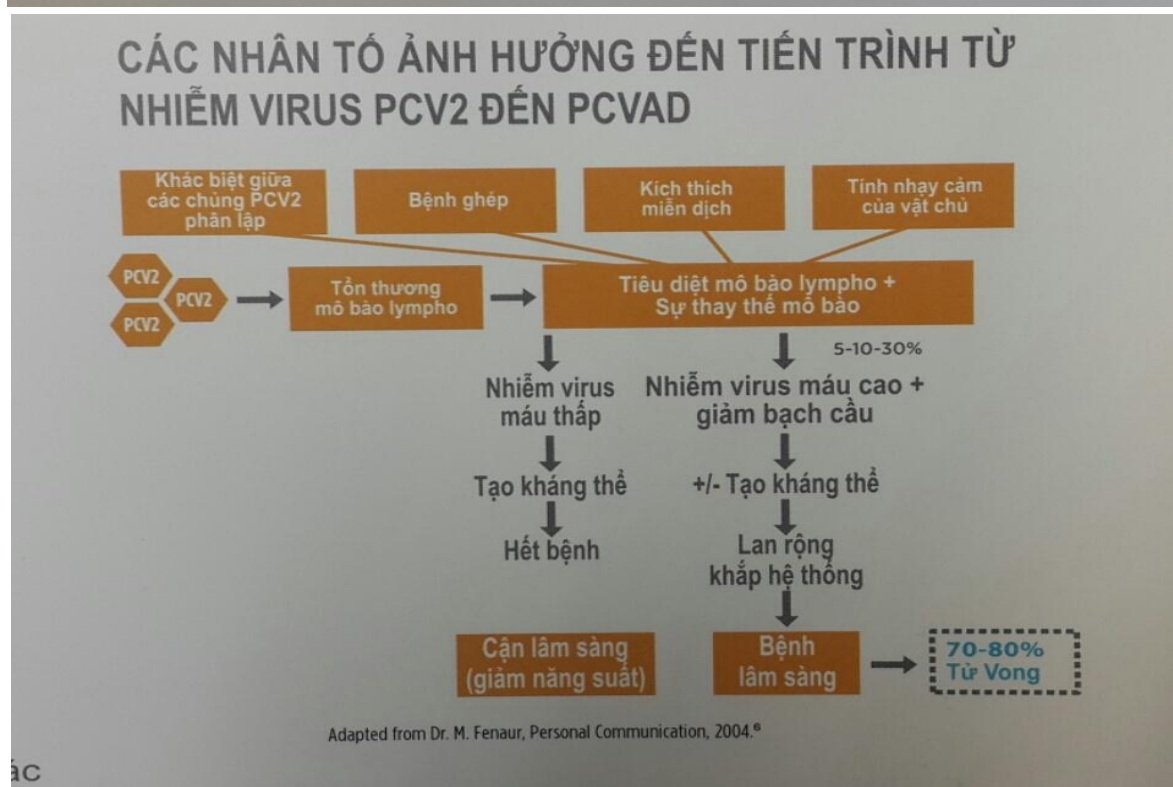 CÁC NHÂN TỐ ẢNH HƯỞNG ĐẾN TIẾN TRÌNH TỪ
NHIỄM VIRUS PCV2 ĐẾN PCVAD
Khác biệt giữa
các chủng PCV2
phân lập
Bệnh ghép
Kích thích
miễn dịch
Tính nhạy cảm
của vật chủ
PCV2
PCV2
PCV2
Tổn thương
mô bào lympho
Tiêu diệt mô bào lympho +
Sự thay thế mô bào
5-10-30%
Nhiễm virus
máu thấp
Tạo kháng thể
Hết bệnh
Nhiễm virus máu cao +
giảm bạch cầu
+/- Tạo kháng thể
Lan rộng
khắp hệ thống
Cận lâm sàng
(giảm năng suất)
Bệnh
lâm sàng
70-80%
Tử Vong
Adapted from Dr. M. Fenaur, Personal Communication, 2004.⁶
ác